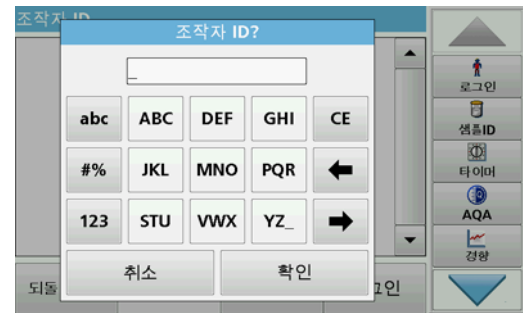 조작자 ID
조작자 ID?
_
abc ABC DEF GHI CE
#% JKL MNO PQR
123 STU VWX YZ_
취소 확인
되돌
그인
로그인
샘플ID
타이머
AQA
경향